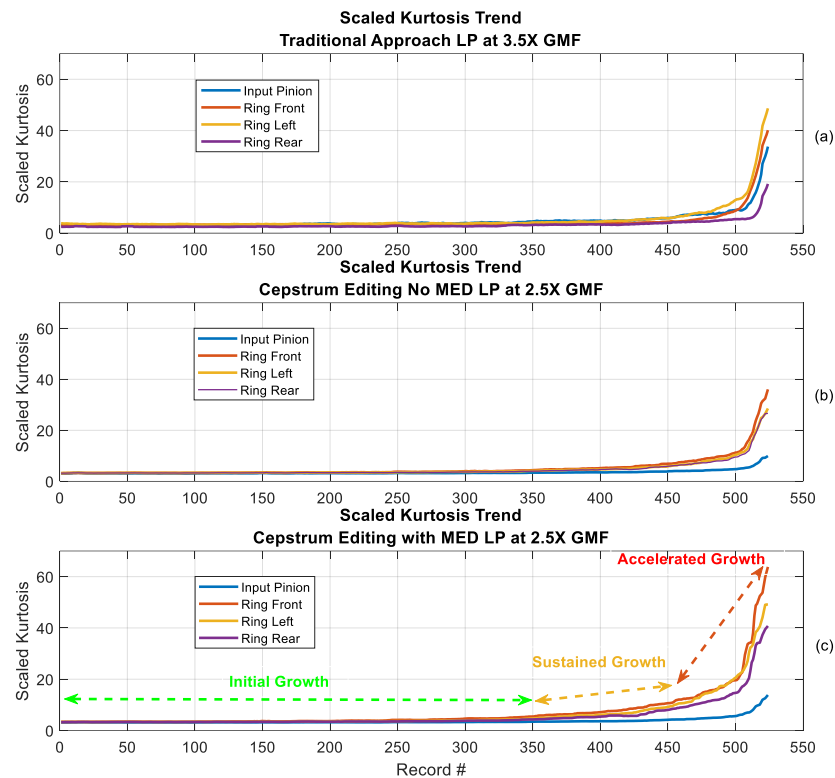 Scaled Kurtosis Trend
Traditional Approach LP at 3.5X GMF
Scaled Kurtosis
60
40
20
0
Input Pinion
Ring Front
Ring Left
Ring Rear
(a)
0 50 100 150 200 250 300 350 400 450 500 550
Scaled Kurtosis Trend
Cepstrum Editing No MED LP at 2.5X GMF
Scaled Kurtosis
60
40
20
0
Input Pinion
Ring Front
Ring Left
Ring Rear
(b)
0 50 100 150 200 250 300 350 400 450 500 550
Scaled Kurtosis Trend
Cepstrum Editing with MED LP at 2.5X GMF
Scaled Kurtosis
60
40
20
0
Input Pinion
Ring Front
Ring Left
Ring Rear
Accelerated Growth
Sustained Growth
Initial Growth
(c)
0 50 100 150 200 250 300 350 400 450 500 550
Record #